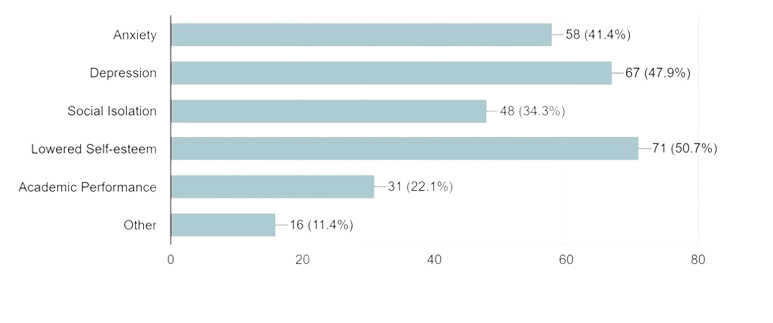 Anxiety 58 (41.4%)
Depression 67 (47.9%)
Social Isolation 48 (34.3%)
Lowered Self-esteem 71 (50.7%)
Academic Performance 31 (22.1%)
Other 16 (11.4%)
0 20 40 60 80